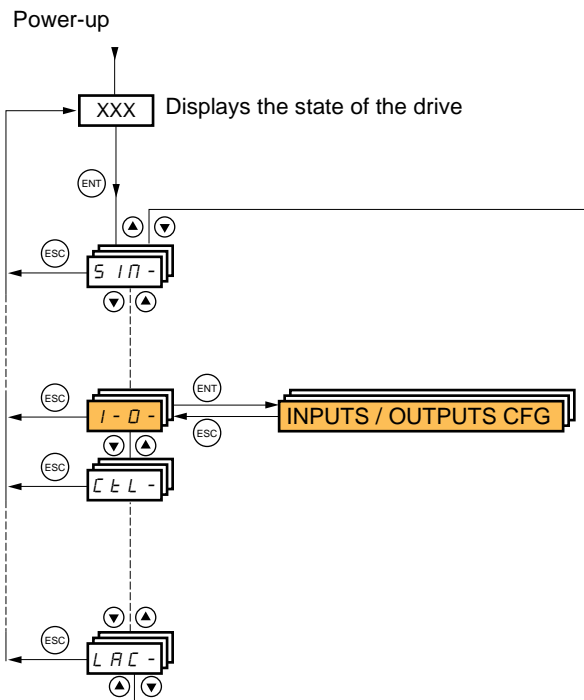 Power-up
XXX Displays the state of the drive
ENT
ESC
SIM-
ESC
I-O-
ENT
ESC
INPUTS / OUTPUTS CFG
ESC
CtL-
ESC
LAC-